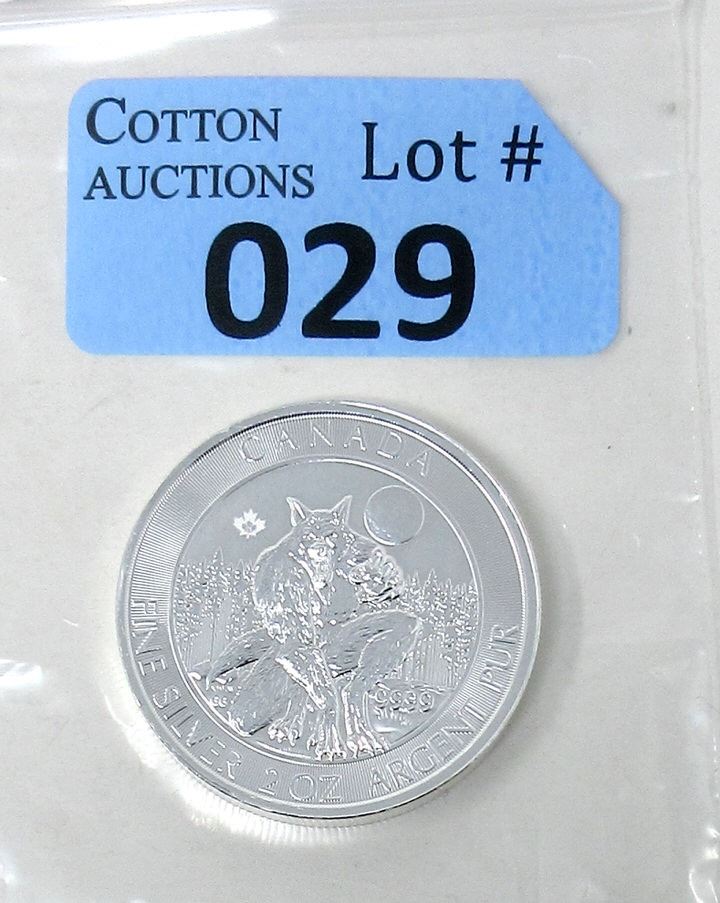 COTTON
AUCTIONS
Lot #
029
CANADA
9999
FINE SILVER 2 OZ ARGENT PUR